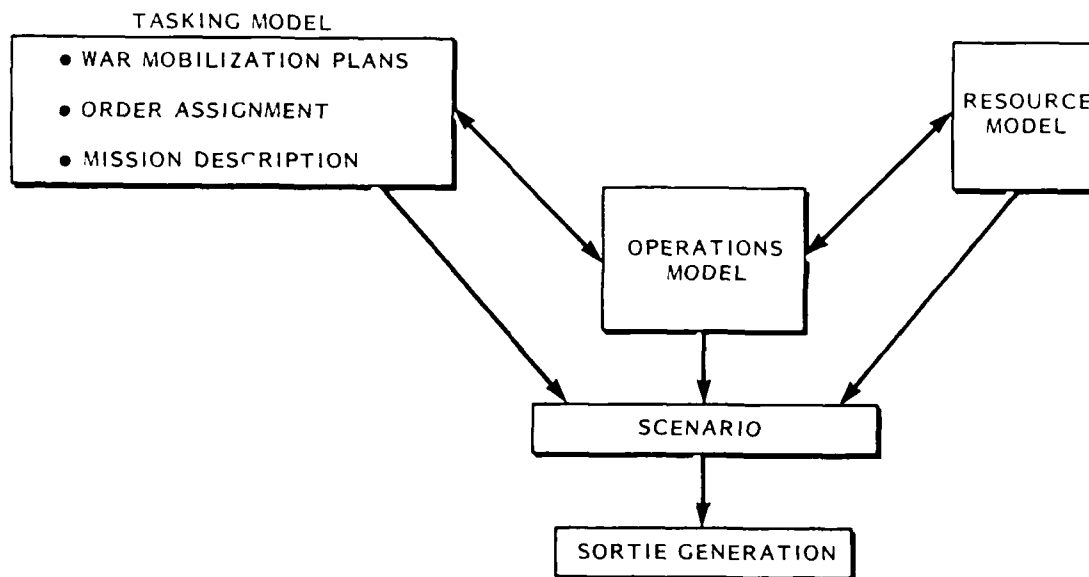 TASKING MODEL
• WAR MOBILIZATION PLANS
• ORDER ASSIGNMENT
• MISSION DESCRIPTION
RESOURCE
MODEL
OPERATIONS
MODEL
SCENARIO
SORTIE GENERATION